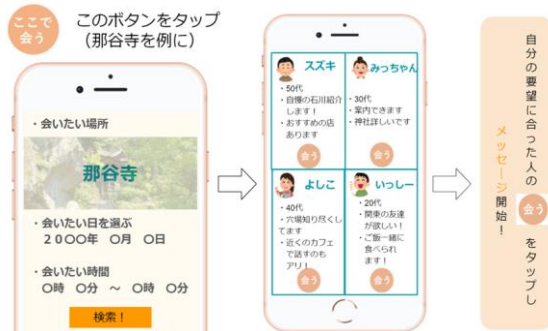 ここで
会う
このボタンをタップ
（那谷寺を例に）
・会いたい場所
那谷寺
・会いたい日を選ぶ
２０〇〇年　〇月　〇日
・会いたい時間
〇時　〇分　～　〇時　〇分
検索！
スズキ
・50代
・自慢の石川紹介
します！
・おすすめの店
あります
会う
みっちゃん
・30代
・案内できます
・神社詳しいです
会う
よしこ
・40代
・穴場知り尽くし
てます
・近くのカフェ
で話すのも
アリ！
会う
いっしー
・20代
・関東の友達
が欲しい！
・ご飯一緒に
食べられ
ます！
会う
自分の要望に合った人の 会う をタップし
メッセージ開始！